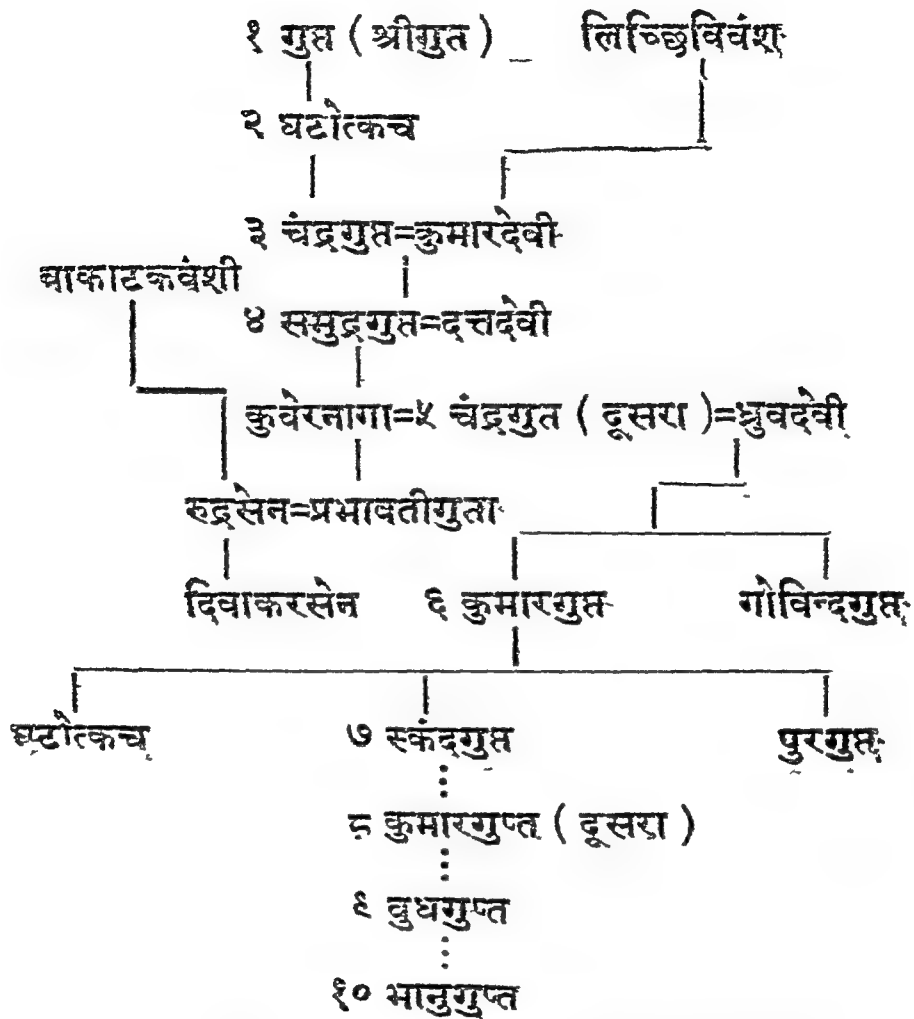 १ गुप्त ( श्रीगुत ) लिच्छिविवंश
२ घटोत्कच
३ चंद्रगुप्त=कुमारदेवी
वाकाटकवंशी
४ समुद्रगुप्त=दत्तदेवी
कुवेरनागा=५ चंद्रगुत ( दूसरा )=ध्रुवदेवी
रुद्रसेन=प्रभावतीगुता
दिवाकरसेन ६ कुमारगुप्त गोविन्दगुप्त
घटोत्कच ७ स्कंदगुप्त पुरगुप्त
८ कुमारगुप्त ( दूसरा )
९ वुधगुप्त
१० भानुगुप्त